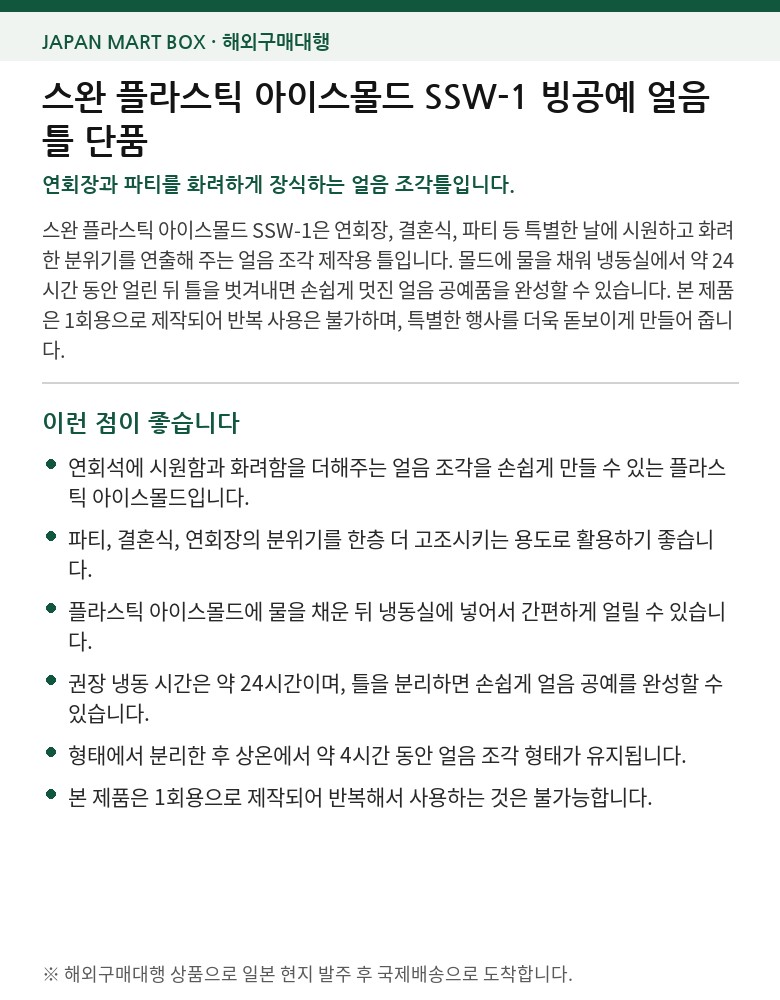 JAPAN MART BOX · 해외구매대행
스완 플라스틱 아이스몰드 SSW-1 빙공예 얼음
틀 단품
연회장과 파티를 화려하게 장식하는 얼음 조각틀입니다.
스완 플라스틱 아이스몰드 SSW-1은 연회장, 결혼식, 파티 등 특별한 날에 시원하고 화려
한 분위기를 연출해 주는 얼음 조각 제작용 틀입니다. 몰드에 물을 채워 냉동실에서 약 24
시간 동안 얼린 뒤 틀을 벗겨내면 손쉽게 멋진 얼음 공예품을 완성할 수 있습니다. 본 제품
은 1회용으로 제작되어 반복 사용은 불가하며, 특별한 행사를 더욱 돋보이게 만들어 줍니
다.
이런 점이 좋습니다
● 연회석에 시원함과 화려함을 더해주는 얼음 조각을 손쉽게 만들 수 있는 플라스
틱 아이스몰드입니다.
● 파티, 결혼식, 연회장의 분위기를 한층 더 고조시키는 용도로 활용하기 좋습니
다.
● 플라스틱 아이스몰드에 물을 채운 뒤 냉동실에 넣어서 간편하게 얼릴 수 있습니
다.
● 권장 냉동 시간은 약 24시간이며, 틀을 분리하면 손쉽게 얼음 공예를 완성할 수
있습니다.
● 형태에서 분리한 후 상온에서 약 4시간 동안 얼음 조각 형태가 유지됩니다.
● 본 제품은 1회용으로 제작되어 반복해서 사용하는 것은 불가능합니다.
※ 해외구매대행 상품으로 일본 현지 발주 후 국제배송으로 도착합니다.